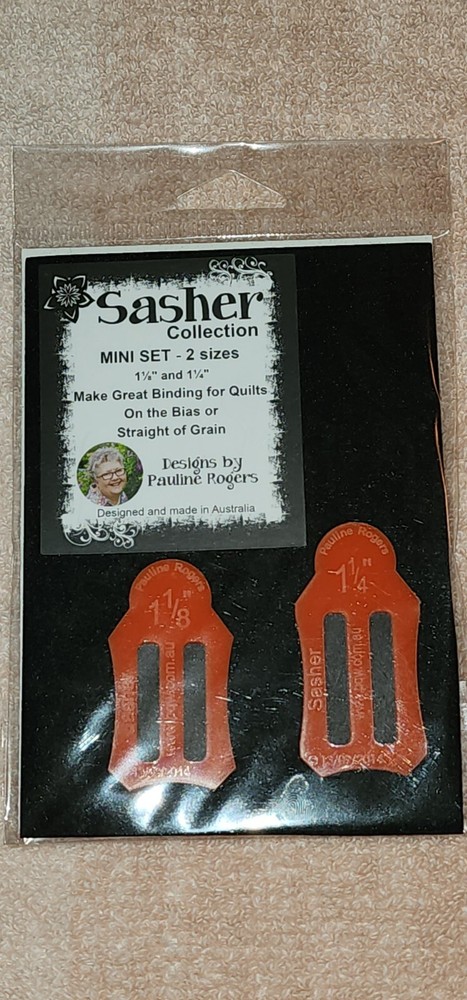 Sasher
Collection
MINI SET - 2 sizes
1⅛" and 1¼"
Make Great Binding for Quilts
On the Bias or
Straight of Grain
Designs by
Pauline Rogers
Designed and made in Australia
Pauline Rogers
1⅛"
Pauline Rogers
1¼"
Sasher